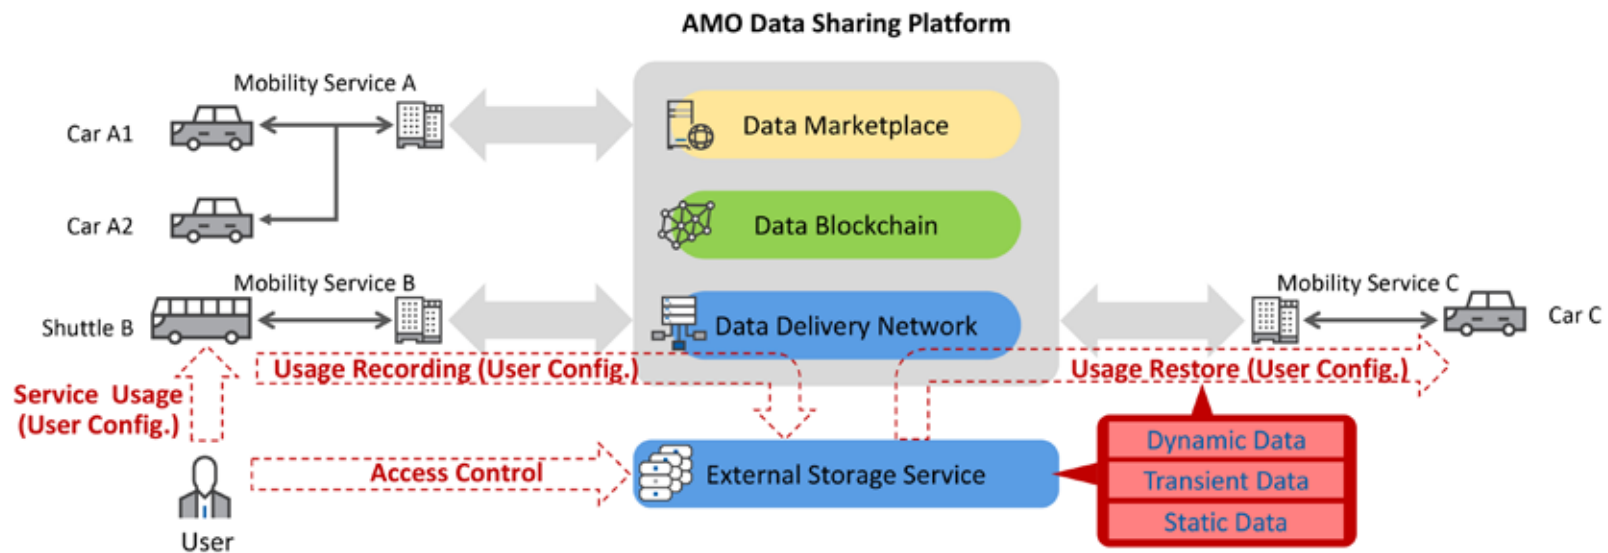 AMO Data Sharing Platform
Mobility Service A
Car A1
Car A2
Data Marketplace
Data Blockchain
Mobility Service B
Shuttle B
Data Delivery Network
Mobility Service C
Car C
Usage Recording (User Config.)
Usage Restore (User Config.)
Service Usage
(User Config.)
Access Control
External Storage Service
Dynamic Data
Transient Data
Static Data
User